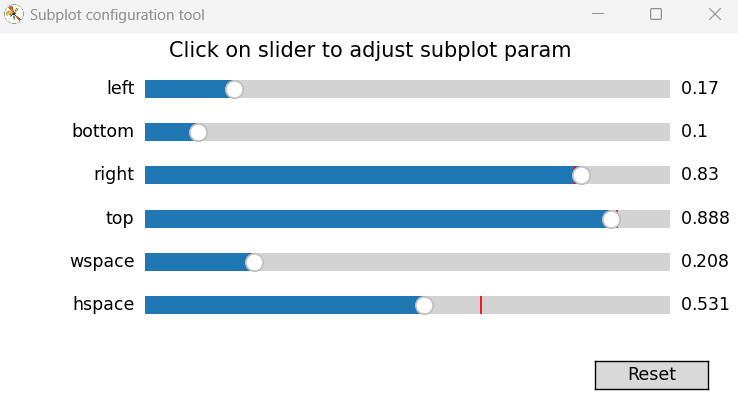 Subplot configuration tool
Click on slider to adjust subplot param
left 0.17
bottom 0.1
right 0.83
top 0.888
wspace 0.208
hspace 0.531
Reset